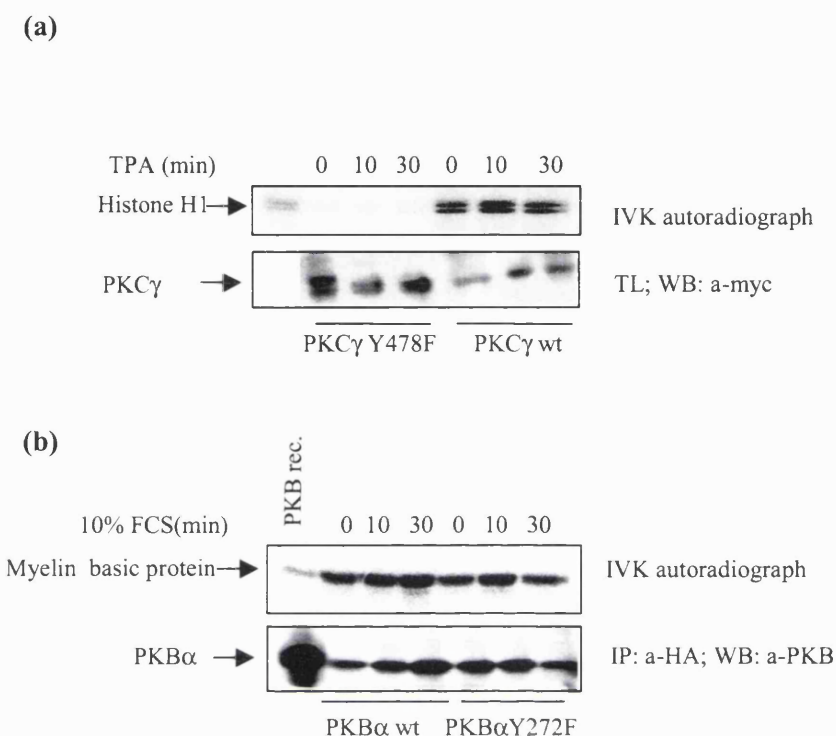 (a)
TPA (min) 0 10 30 0 10 30
Histone H1
IVK autoradiograph
PKCγ
TL; WB: a-myc
PKCγ Y478F PKCγ wt
(b)
PKB rec.
10% FCS(min) 0 10 30 0 10 30
Myelin basic protein
IVK autoradiograph
PKBα
IP: a-HA; WB: a-PKB
PKBα wt PKBαY272F